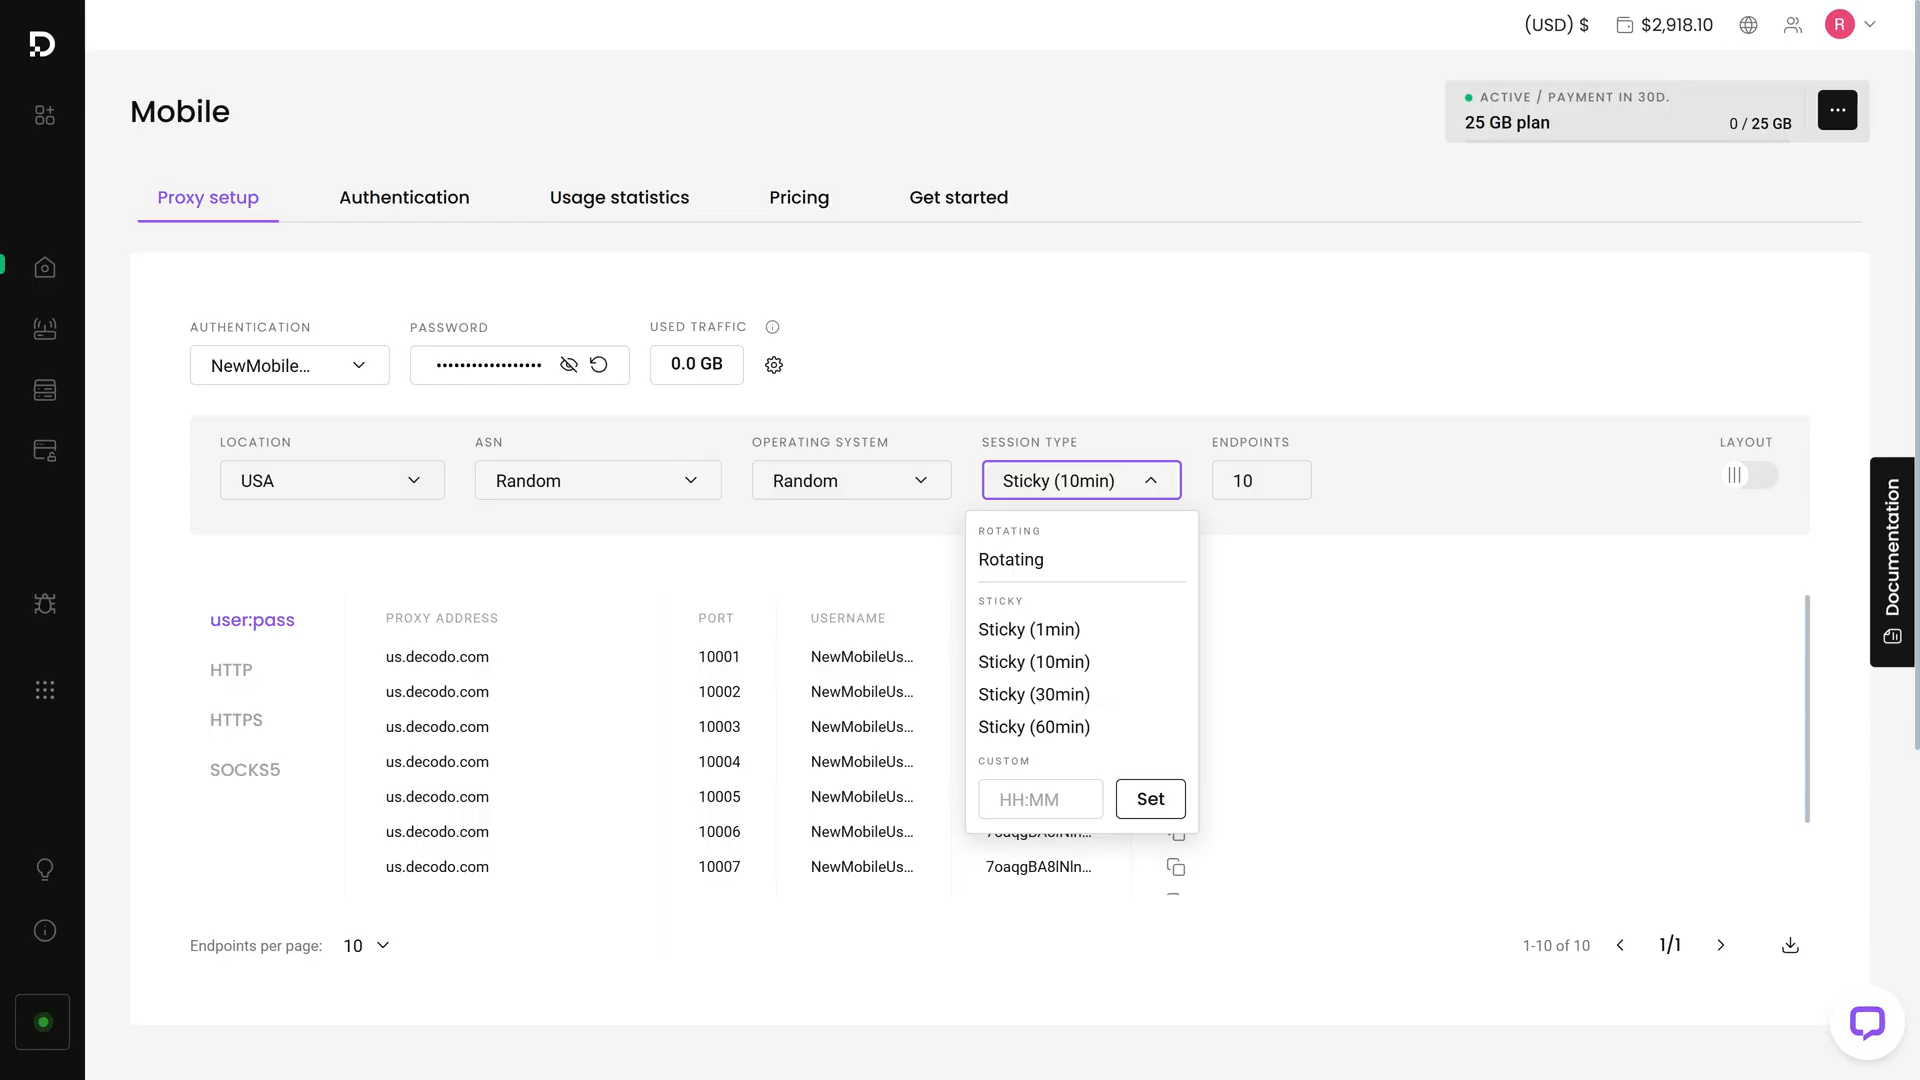 (USD) $
$2,918.10
R
Mobile
ACTIVE / PAYMENT IN 30D.
25 GB plan
0 / 25 GB
Proxy setup
Authentication
Usage statistics
Pricing
Get started
AUTHENTICATION
PASSWORD
USED TRAFFIC
NewMobile...
••••••••••••••••••
0.0 GB
LOCATION
ASN
OPERATING SYSTEM
SESSION TYPE
ENDPOINTS
LAYOUT
USA
Random
Random
Sticky (10min)
10
Documentation
ROTATING
Rotating
STICKY
Sticky (1min)
Sticky (10min)
Sticky (30min)
Sticky (60min)
CUSTOM
HH:MM
Set
user:pass
HTTP
HTTPS
SOCKS5
PROXY ADDRESS
PORT
USERNAME
us.decodo.com
10001
NewMobileUs...
us.decodo.com
10002
NewMobileUs...
us.decodo.com
10003
NewMobileUs...
us.decodo.com
10004
NewMobileUs...
us.decodo.com
10005
NewMobileUs...
us.decodo.com
10006
NewMobileUs...
us.decodo.com
10007
NewMobileUs...
7oaqgBA8lNln...
Endpoints per page:
10
1-10 of 10
1/1